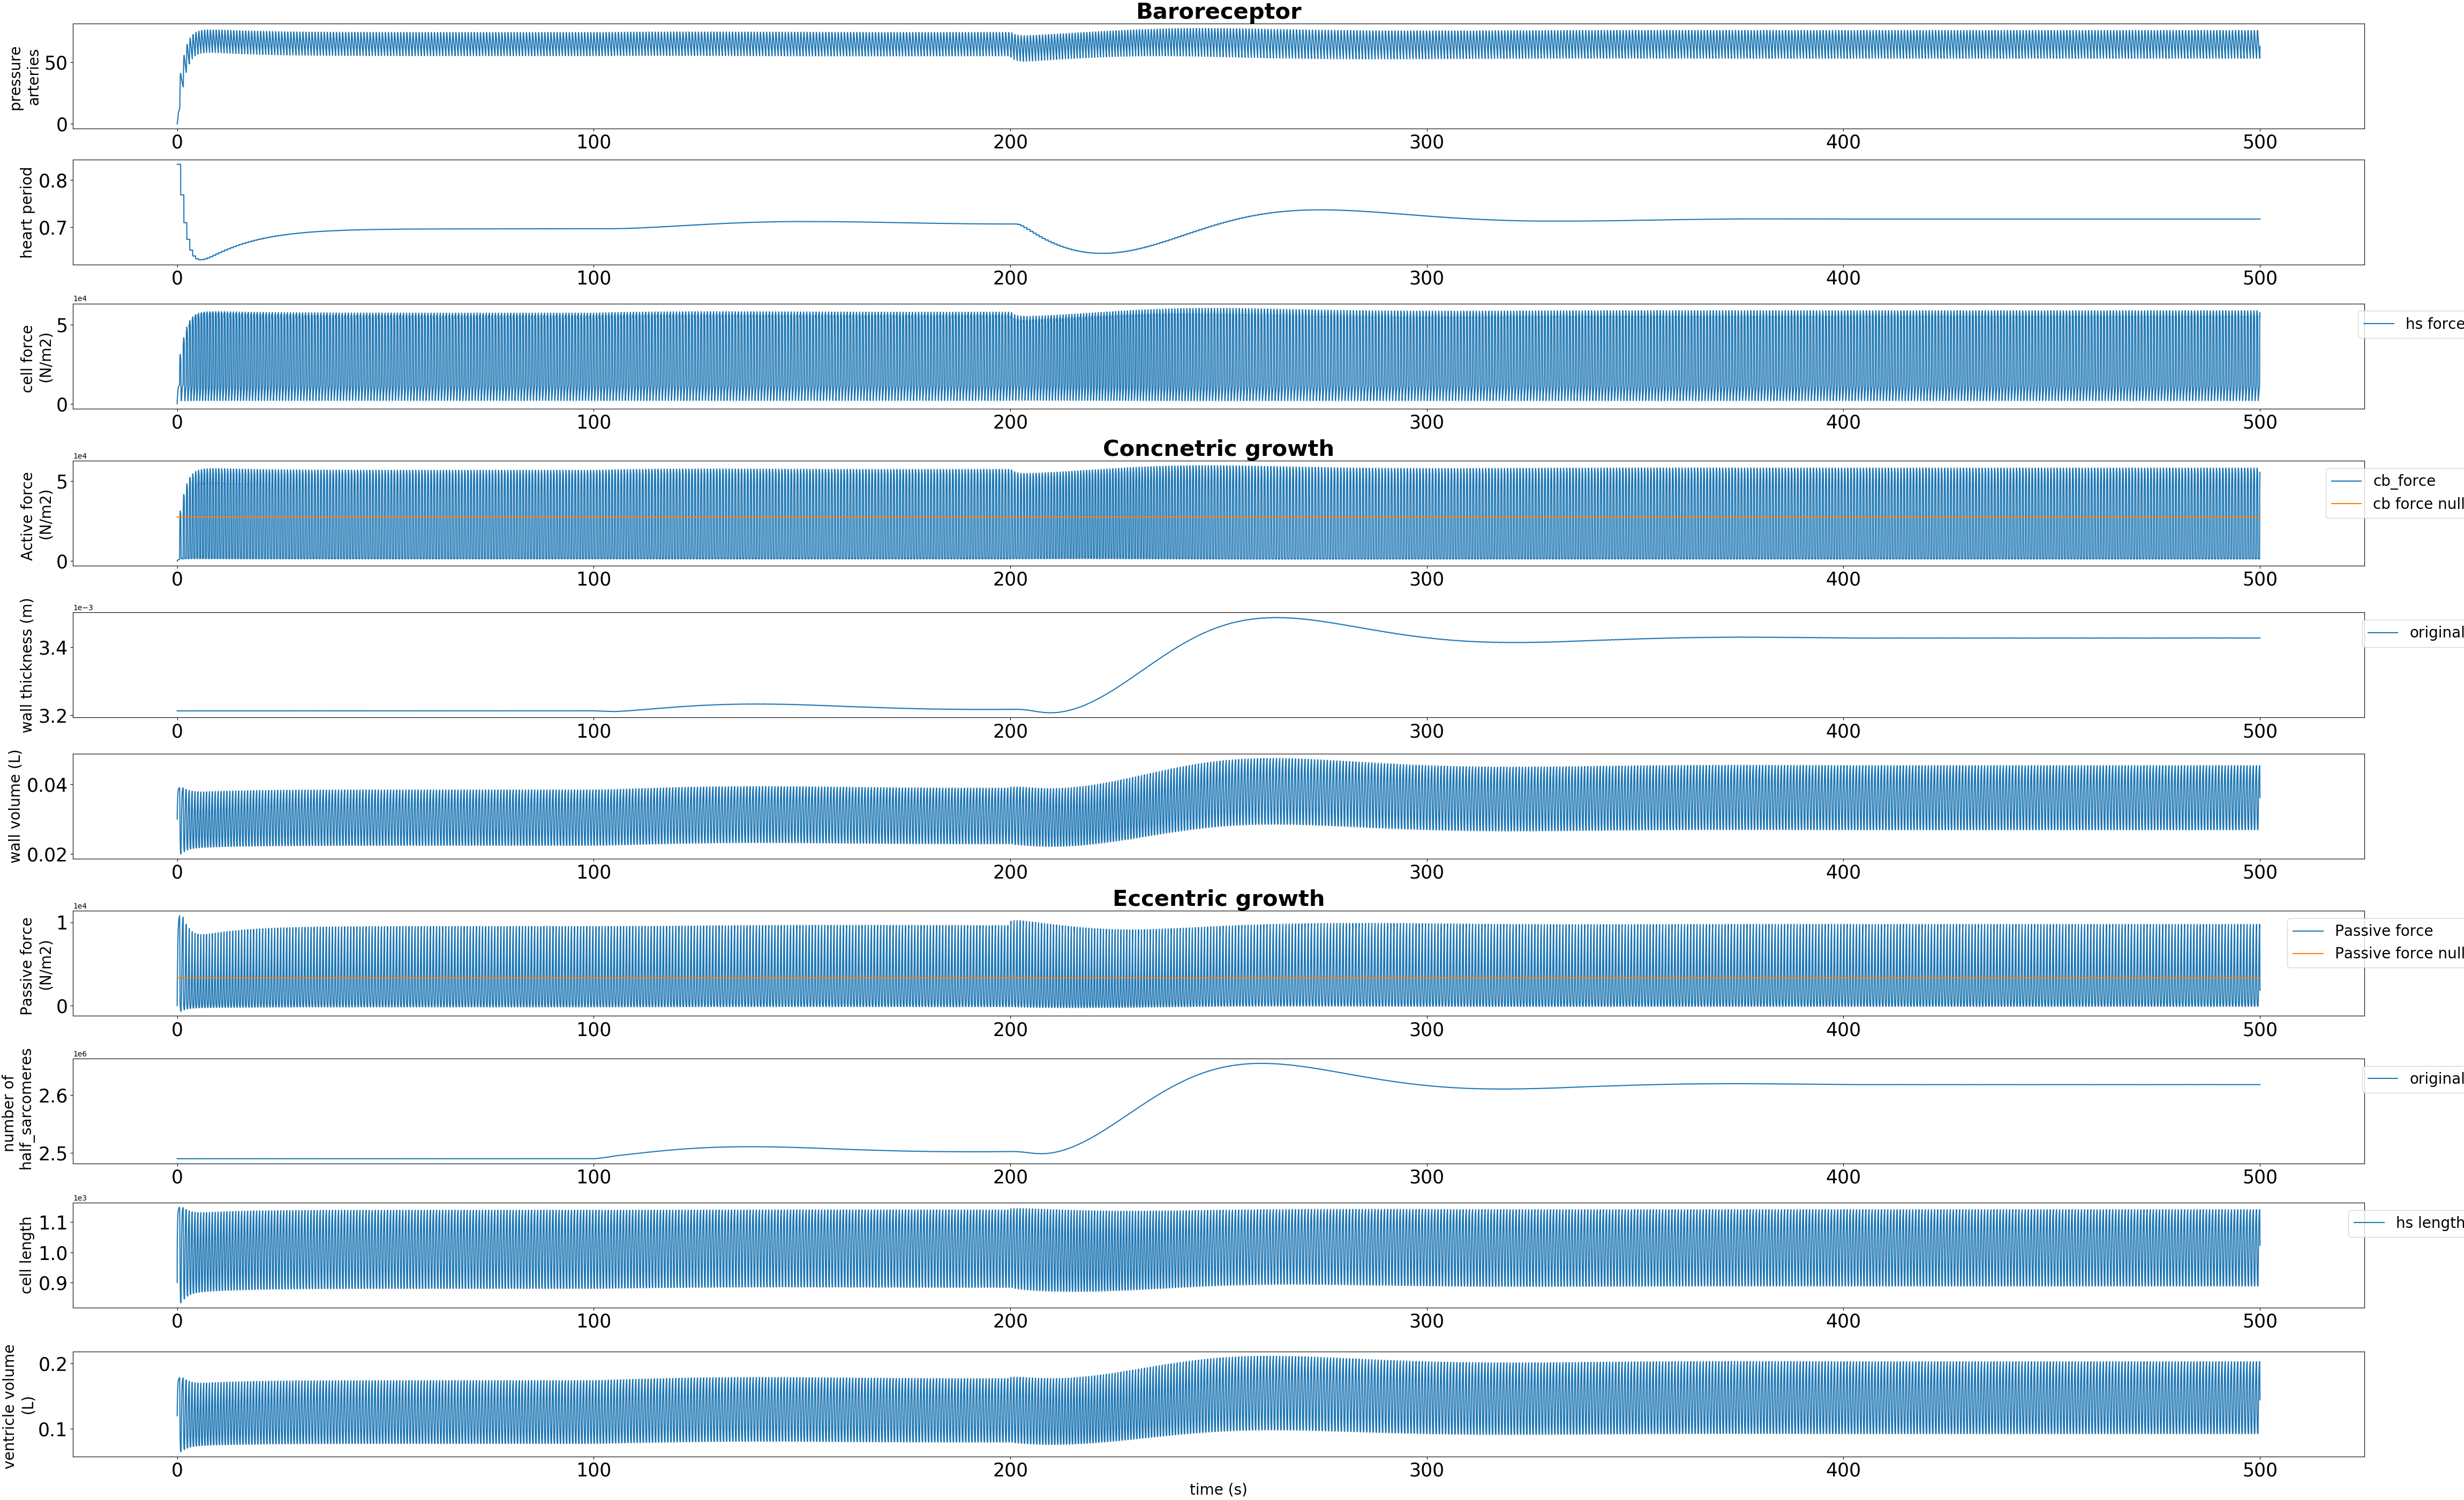 Baroreceptor
pressure
arteries
50
0
0 100 200 300 400 500
heart period
0.8
0.7
0 100 200 300 400 500
1e4
cell force
(N/m2)
5
0
hs force
0 100 200 300 400 500
Concnetric growth
1e4
Active force
(N/m2)
5
0
cb_force
cb force null
0 100 200 300 400 500
1e−3
wall thickness (m)
3.4
3.2
original
0 100 200 300 400 500
wall volume (L)
0.04
0.02
0 100 200 300 400 500
Eccentric growth
1e4
Passive force
(N/m2)
1
0
Passive force
Passive force null
0 100 200 300 400 500
1e6
number of
half_sarcomeres
2.6
2.5
original
0 100 200 300 400 500
1e3
cell length
1.1
1.0
0.9
hs length
0 100 200 300 400 500
ventricle volume
(L)
0.2
0.1
0 100 200 300 400 500
time (s)